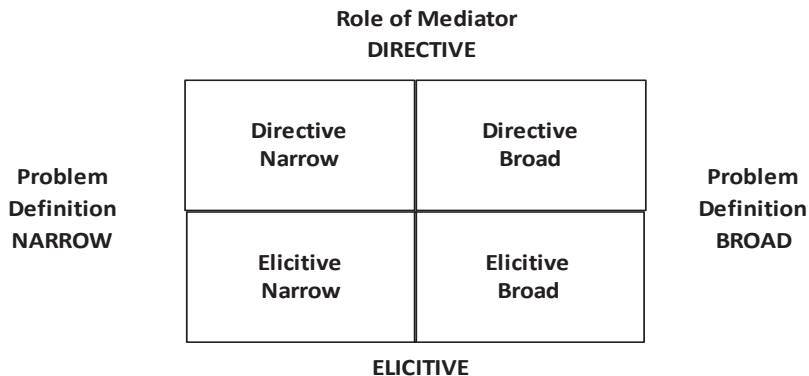 Role of Mediator
DIRECTIVE
Directive
Narrow
Directive
Broad
Problem
Definition
NARROW
Problem
Definition
BROAD
Elicitive
Narrow
Elicitive
Broad
ELICITIVE